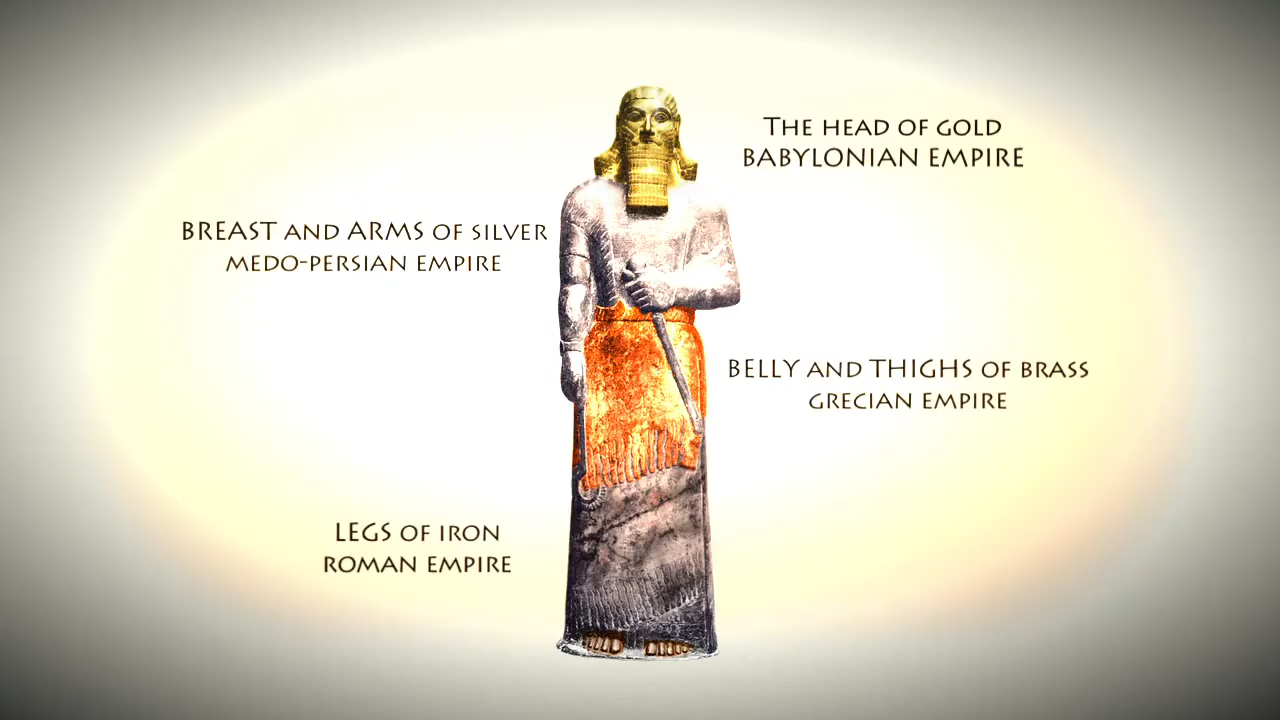 THE HEAD OF GOLD
BABYLONIAN EMPIRE
BREAST AND ARMS OF SILVER
MEDO-PERSIAN EMPIRE
BELLY AND THIGHS OF BRASS
GRECIAN EMPIRE
LEGS OF IRON
ROMAN EMPIRE